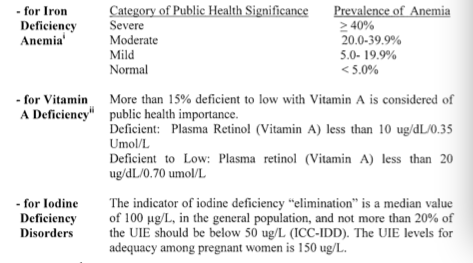 - for Iron Category of Public Health Significance Prevalence of Anemia
Deficiency Severe ≥ 40%
Anemiaⁱ Moderate 20.0-39.9%
Mild 5.0- 19.9%
Normal < 5.0%
- for Vitamin More than 15% deficient to low with Vitamin A is considered of
A Deficiencyⁱⁱ public health importance.
Deficient: Plasma Retinol (Vitamin A) less than 10 ug/dL/0.35
Umol/L
Deficient to Low: Plasma retinol (Vitamin A) less than 20
ug/dL/0.70 umol/L
- for Iodine The indicator of iodine deficiency “elimination” is a median value
Deficiency of 100 µg/L, in the general population, and not more than 20% of
Disorders the UIE should be below 50 ug/L (ICC-IDD). The UIE levels for
adequacy among pregnant women is 150 ug/L.